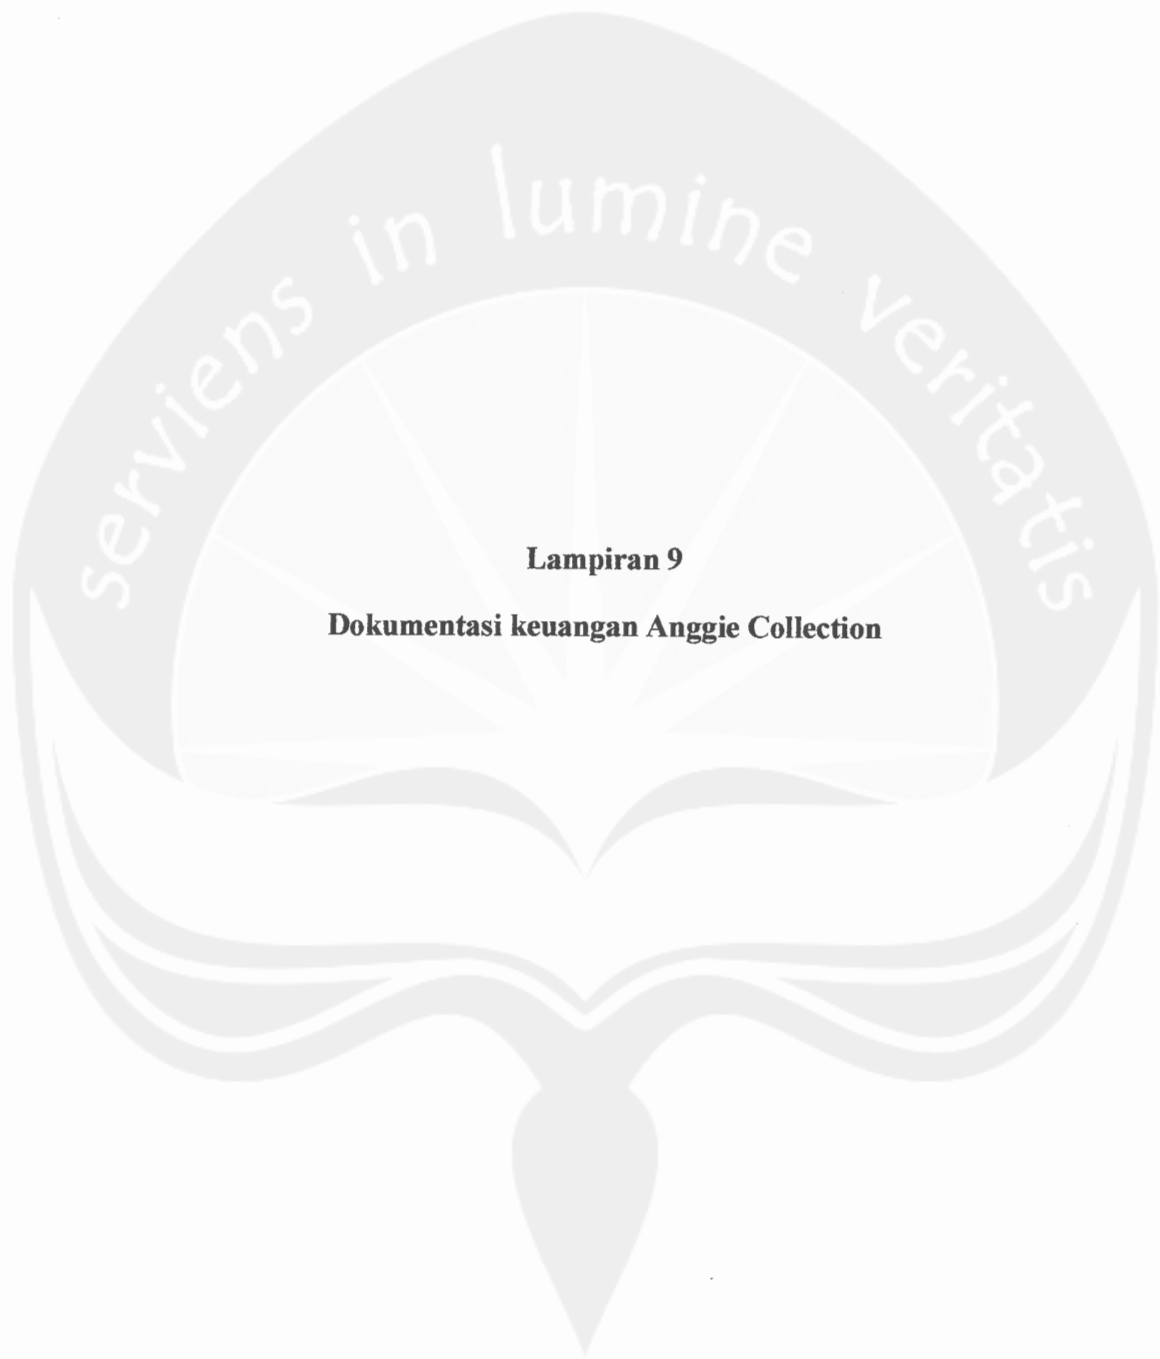 serviens in lumine veritatis
Lampiran 9
Dokumentasi keuangan Anggie Collection